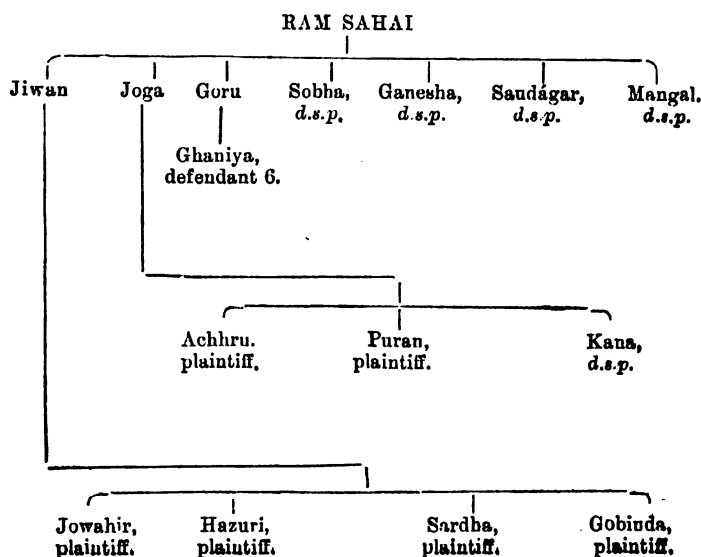 RAM SAHAI
Jiwan Joga Goru Sobha, Ganesha, Saudágar, Mangal.
d.s.p. d.s.p. d.s.p. d.s.p.
Ghaniya,
defendant 6.
Achhru. Puran, Kana,
plaintiff. plaintiff. d.s.p.
Jowahir, Hazuri, Sardha, Gobinda,
plaintiff. plaintiff. plaintiff. plaintiff.